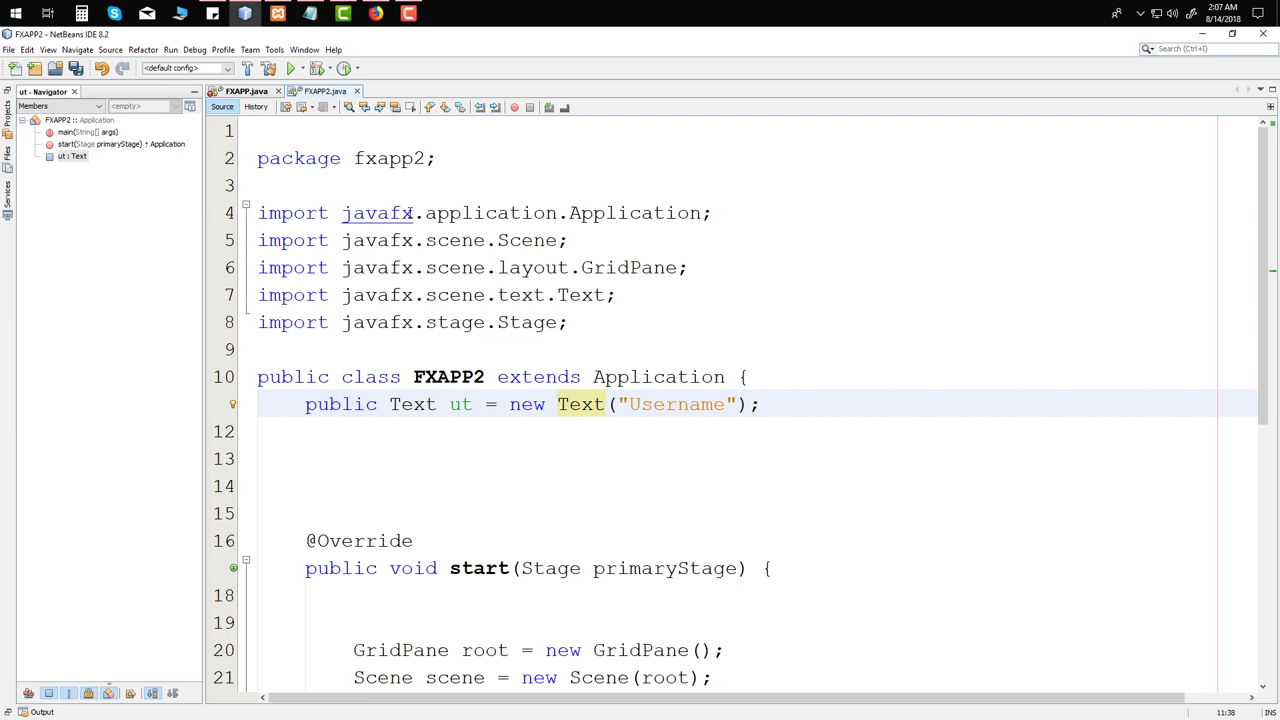 2:07 AM
8/14/2018
FXAPP2 - NetBeans IDE 8.2
File Edit View Navigate Source Refactor Run Debug Profile Team Tools Window Help
Search (Ctrl+I)
<default config>
ut - Navigator
FXAPP.java
FXAPP2.java
Members
<empty>
Source
History
Projects
Files
Services
FXAPP2 :: Application
main(String[] args)
start(Stage primaryStage) ↑ Application
ut : Text
1
2 package fxapp2;
3
4 import javafx.application.Application;
5 import javafx.scene.Scene;
6 import javafx.scene.layout.GridPane;
7 import javafx.scene.text.Text;
8 import javafx.stage.Stage;
9
10 public class FXAPP2 extends Application {
public Text ut = new Text("Username");
12
13
14
15
16 @Override
public void start(Stage primaryStage) {
18
19
20 GridPane root = new GridPane();
21 Scene scene = new Scene(root);
Output
11:38
INS